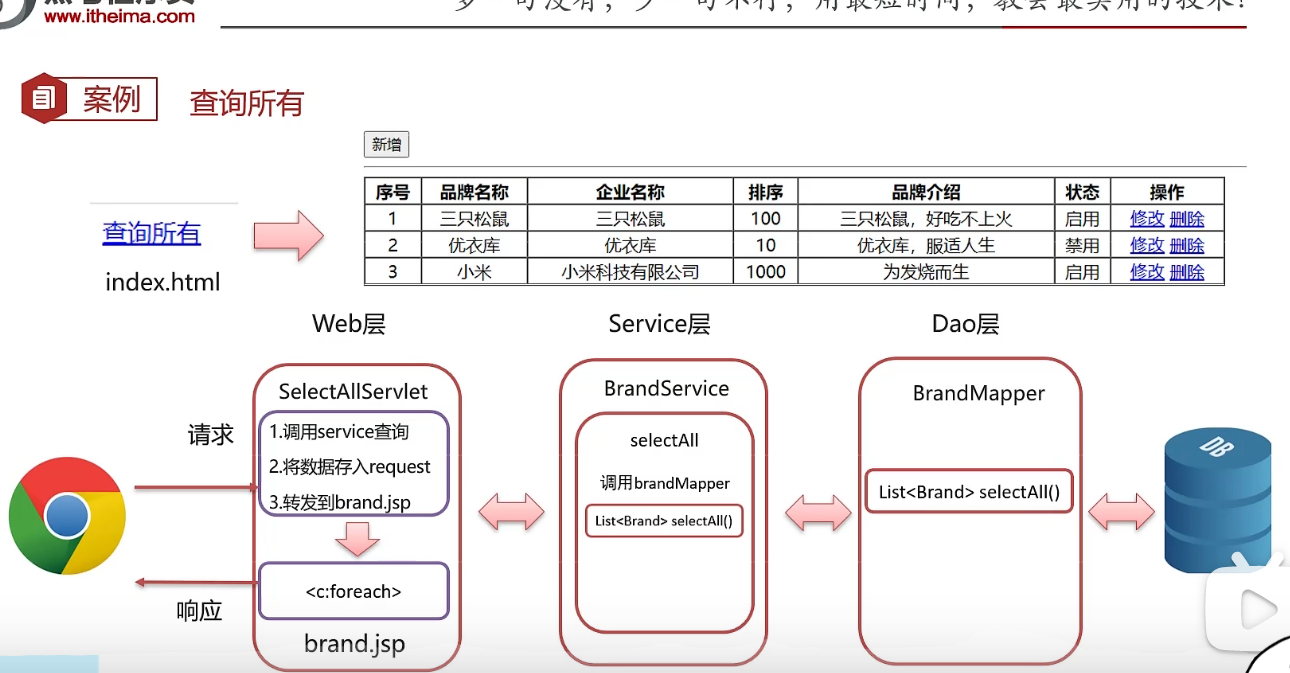 www.itheima.com
案例
查询所有
新增
序号 品牌名称 企业名称 排序 品牌介绍 状态 操作
1 三只松鼠 三只松鼠 100 三只松鼠，好吃不上火 启用 修改 删除
2 优衣库 优衣库 10 优衣库，服适人生 禁用 修改 删除
3 小米 小米科技有限公司 1000 为发烧而生 启用 修改 删除
查询所有
index.html
Web层
Service层
Dao层
请求
响应
SelectAllServlet
1.调用service查询
2.将数据存入request
3.转发到brand.jsp
<c:foreach>
brand.jsp
BrandService
selectAll
调用brandMapper
List<Brand> selectAll()
BrandMapper
List<Brand> selectAll()
DB